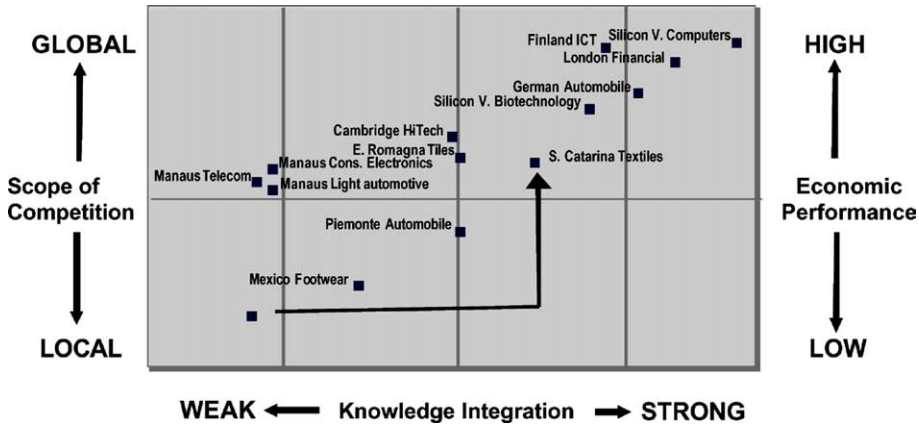 GLOBAL
Scope of
Competition
LOCAL
Finland ICT
Silicon V. Computers
London Financial
German Automobile
Silicon V. Biotechnology
Cambridge HiTech
E. Romagna Tiles
S. Catarina Textiles
Manaus Cons. Electronics
Manaus Telecom
Manaus Light automotive
Piemonte Automobile
Mexico Footwear
HIGH
Economic
Performance
LOW
WEAK
Knowledge Integration
STRONG